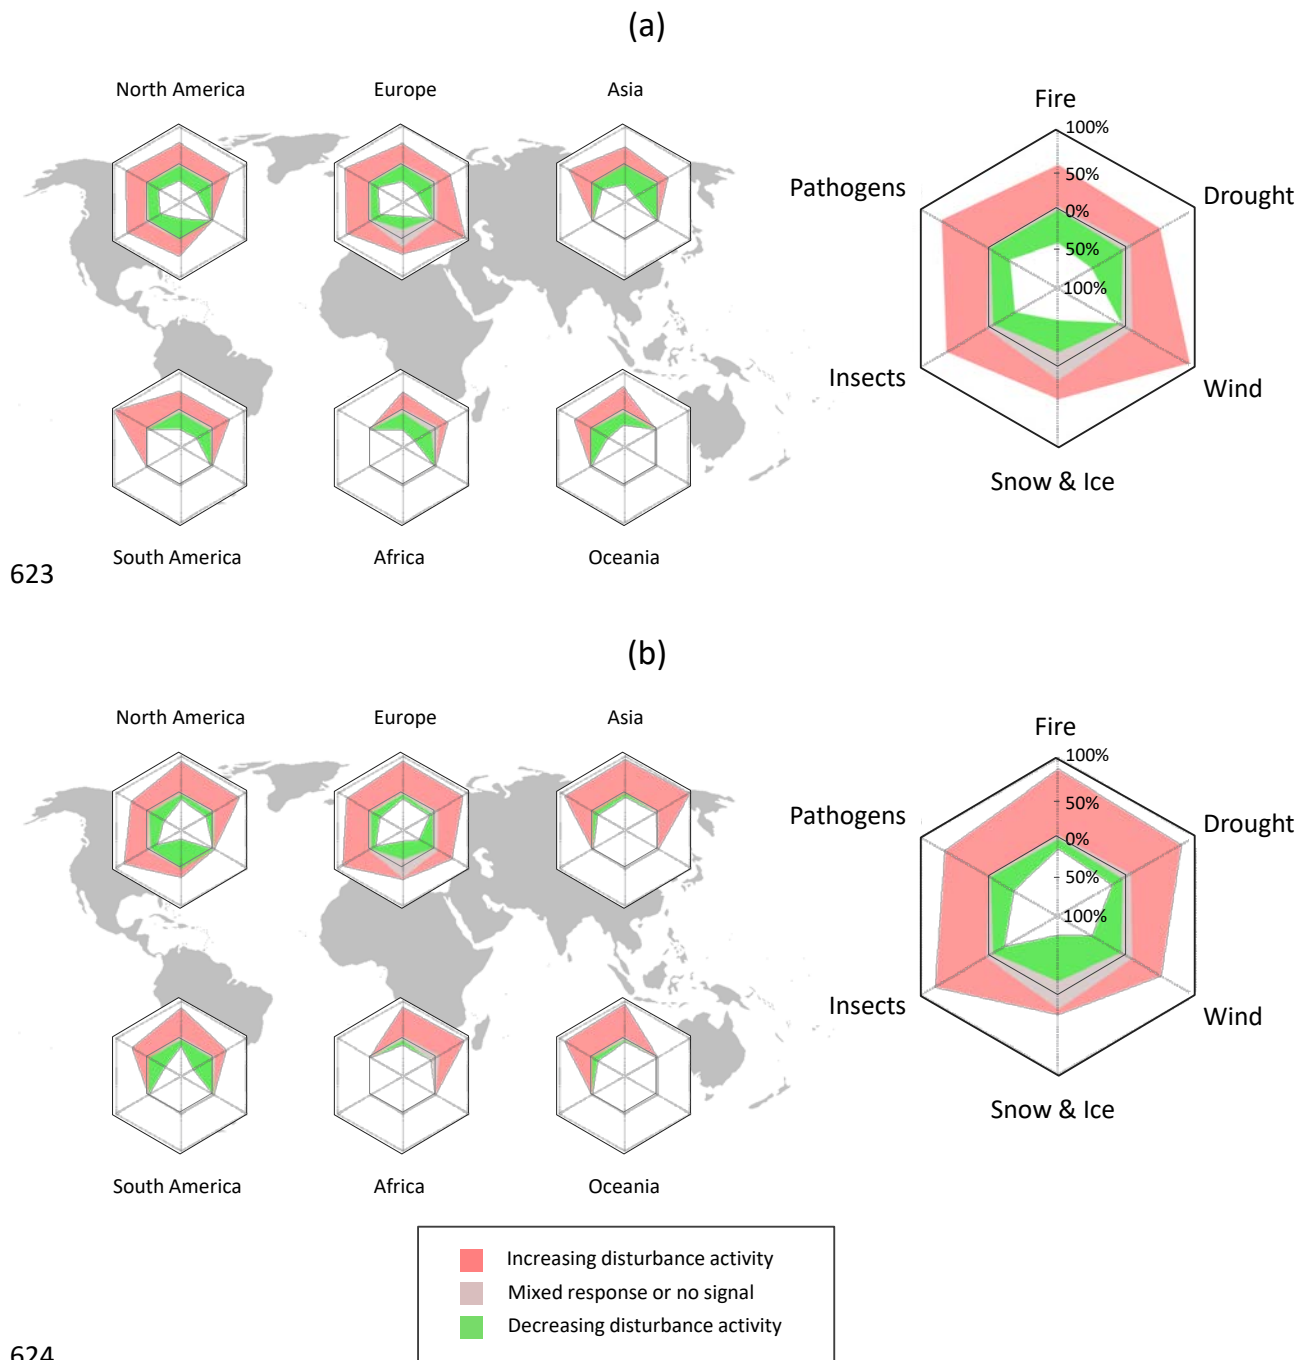 (a)
North America
Europe
Asia
Fire
100%
50%
0%
50%
100%
Pathogens
Drought
Insects
Wind
Snow & Ice
South America
Africa
Oceania
623
(b)
North America
Europe
Asia
Fire
100%
50%
0%
50%
100%
Pathogens
Drought
Insects
Wind
Snow & Ice
South America
Africa
Oceania
Increasing disturbance activity
Mixed response or no signal
Decreasing disturbance activity
624